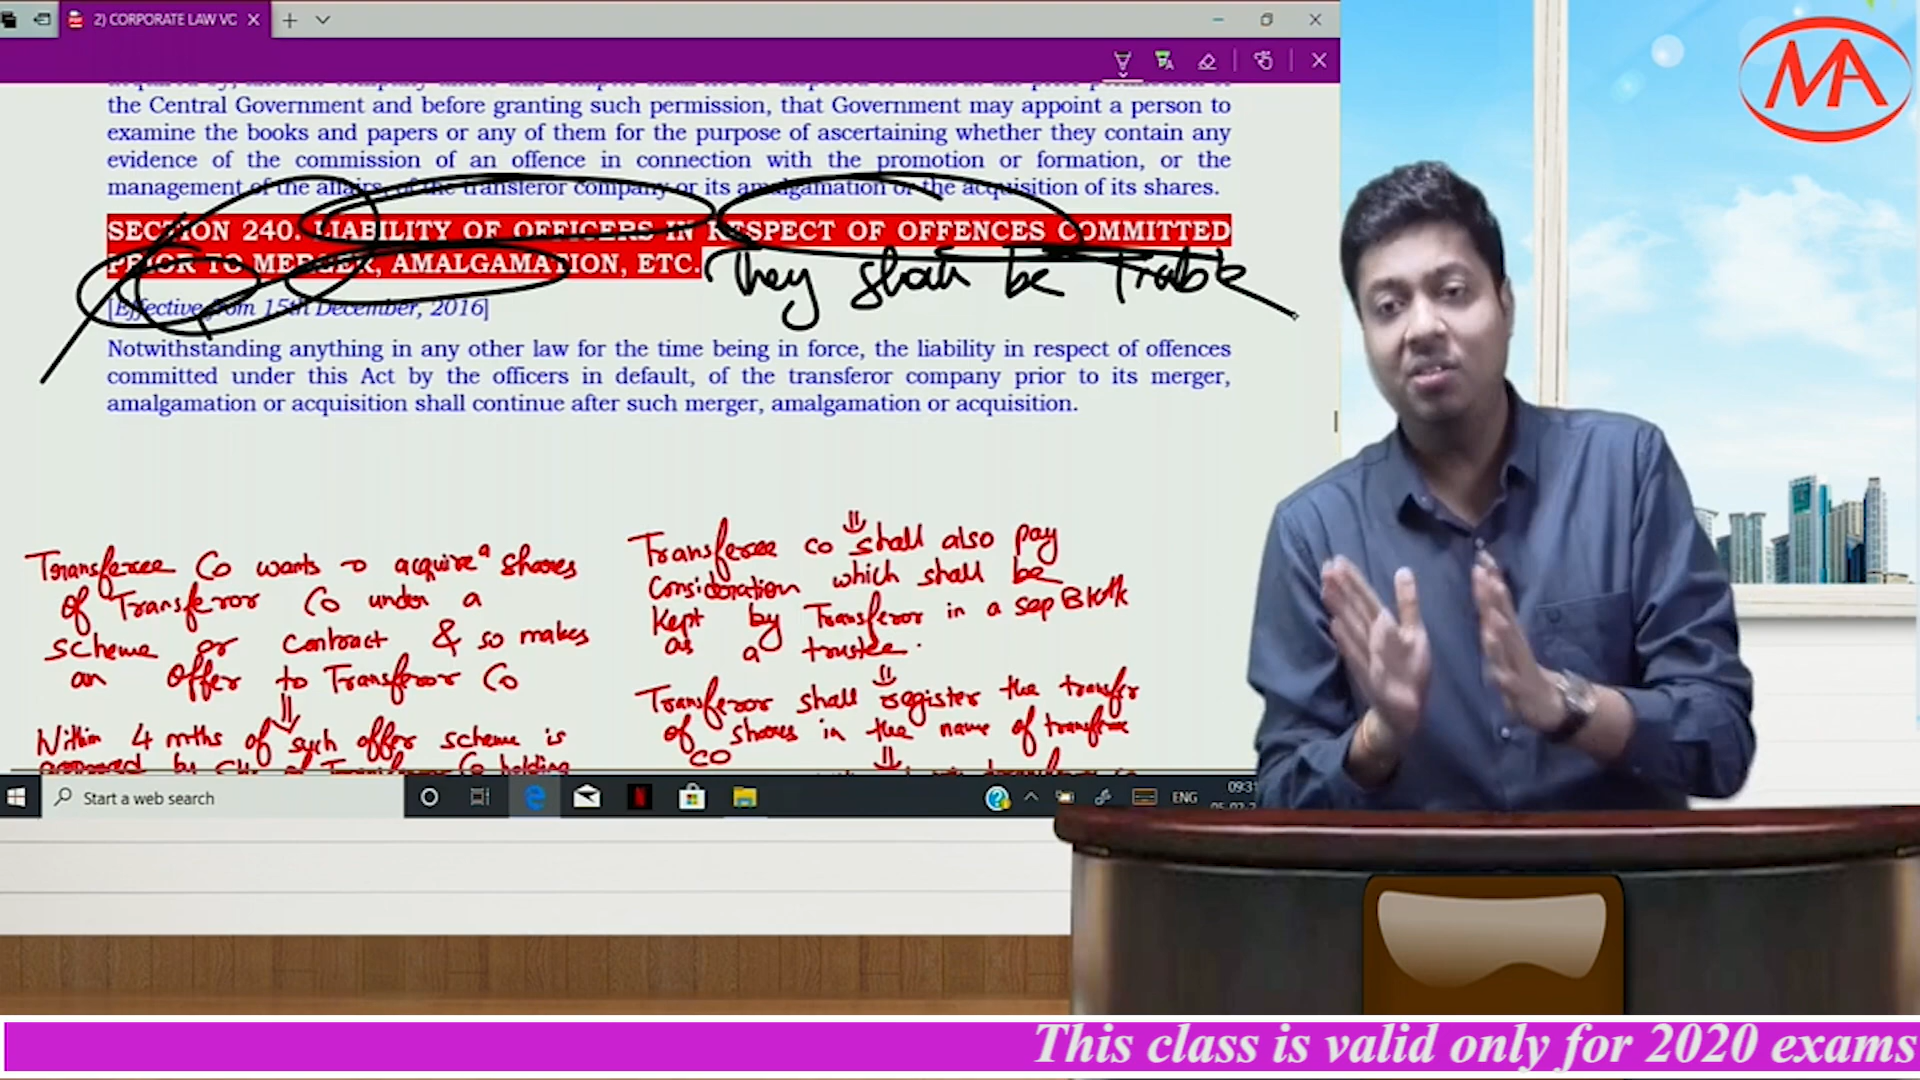 2) CORPORATE LAW VC
the Central Government and before granting such permission, that Government may appoint a person to
examine the books and papers or any of them for the purpose of ascertaining whether they contain any
evidence of the commission of an offence in connection with the promotion or formation, or the
management of the affairs, of the transferor company or its amalgamation or the acquisition of its shares.
SECTION 240. LIABILITY OF OFFICERS IN RESPECT OF OFFENCES COMMITTED
PRIOR TO MERGER, AMALGAMATION, ETC.
They shall be
[Effective from 15th December, 2016]
Notwithstanding anything in any other law for the time being in force, the liability in respect of offences
committed under this Act by the officers in default, of the transferor company prior to its merger,
amalgamation or acquisition shall continue after such merger, amalgamation or acquisition.
Transferee Co wants to acquire shares
of Transferor Co under a
scheme or contract & so makes
an offer to Transferor Co
Within 4 mths of such offer scheme is
Transferee co shall also pay
Consideration which shall be
kept by Transferor in a sep
as a trustee.
Transferor shall register the transfer
of shares in the name of transfree
CO
Start a web search
ENG
09:31
MA
This class is valid only for 2020 exams